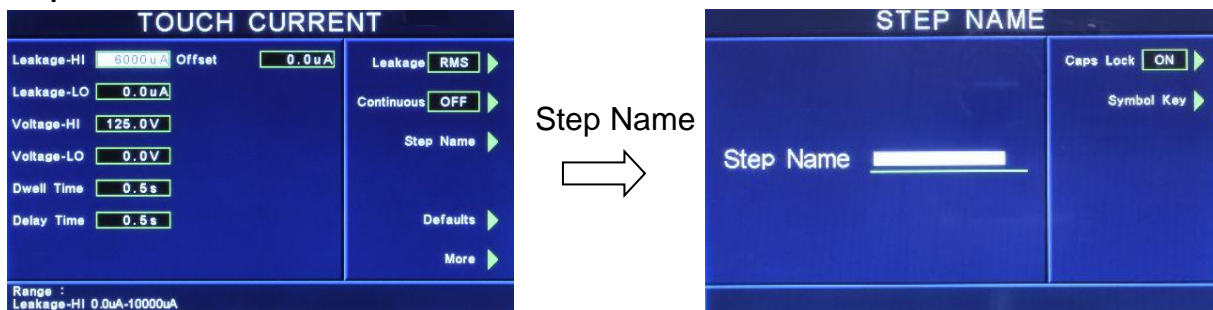 TOUCH CURRENT
Leakage-HI 6000uA Offset 0.0uA
Leakage-LO 0.0uA
Voltage-HI 125.0V
Voltage-LO 0.0V
Dwell Time 0.5s
Delay Time 0.5s
Leakage RMS
Continuous OFF
Step Name
Defaults
More
Range :
Leakage-HI 0.0uA-10000uA
Step Name
STEP NAME
Step Name
Caps Lock ON
Symbol Key